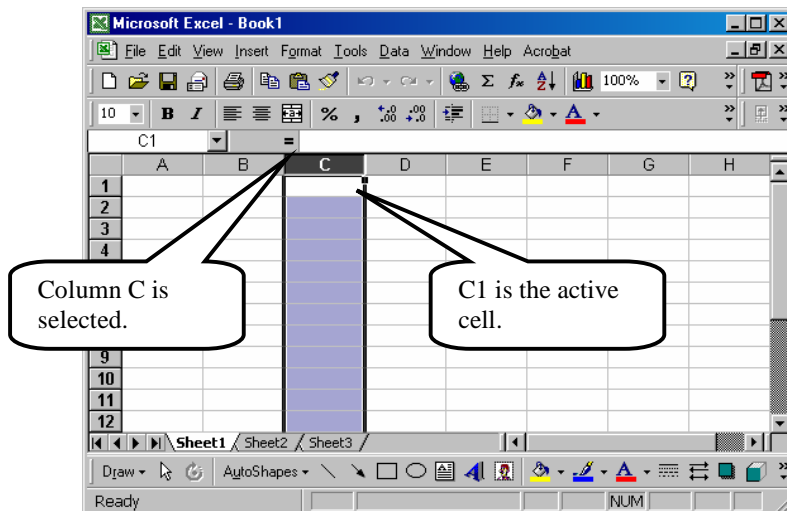 Microsoft Excel - Book1
File Edit View Insert Format Tools Data Window Help Acrobat
100%
10 B I % ,
C1 =
A B C D E F G H
1
2
3
4
Column C is
selected.
C1 is the active
cell.
9
10
11
12
Sheet1 Sheet2 Sheet3
Draw AutoShapes
Ready NUM